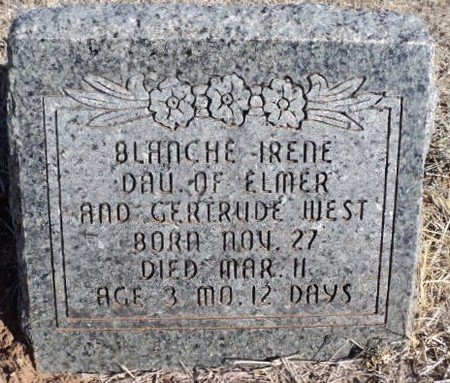 BLANCHE IRENE
DAU. OF ELMER
AND GERTRUDE WEST
BORN NOV. 27
DIED MAR. 11
AGE 3 MO. 12 DAYS